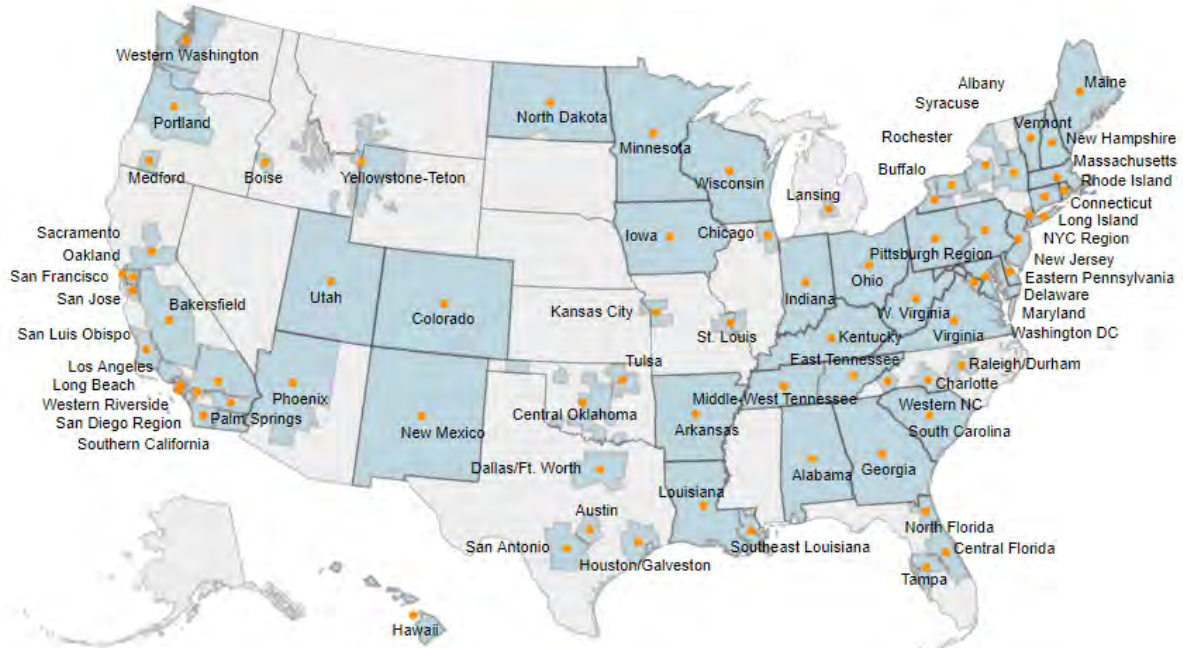 Western Washington
Portland
Medford
Boise
Yellowstone-Teton
North Dakota
Minnesota
Wisconsin
Lansing
Iowa
Chicago
Albany
Syracuse
Rochester
Buffalo
Maine
Vermont
New Hampshire
Massachusetts
Rhode Island
Connecticut
Long Island
NYC Region
New Jersey
Eastern Pennsylvania
Delaware
Maryland
Washington DC
Pittsburgh Region
Ohio
Indiana
W. Virginia
Virginia
Kentucky
East Tennessee
Middle-West Tennessee
Raleigh/Durham
Charlotte
Western NC
South Carolina
Sacramento
Oakland
San Francisco
San Jose
Bakersfield
San Luis Obispo
Los Angeles
Long Beach
Western Riverside
San Diego Region
Southern California
Palm Springs
Phoenix
Utah
Colorado
New Mexico
Kansas City
St. Louis
Tulsa
Central Oklahoma
Arkansas
Dallas/Ft. Worth
Austin
San Antonio
Houston/Galveston
Louisiana
Southeast Louisiana
Alabama
Georgia
North Florida
Central Florida
Tampa
Hawaii